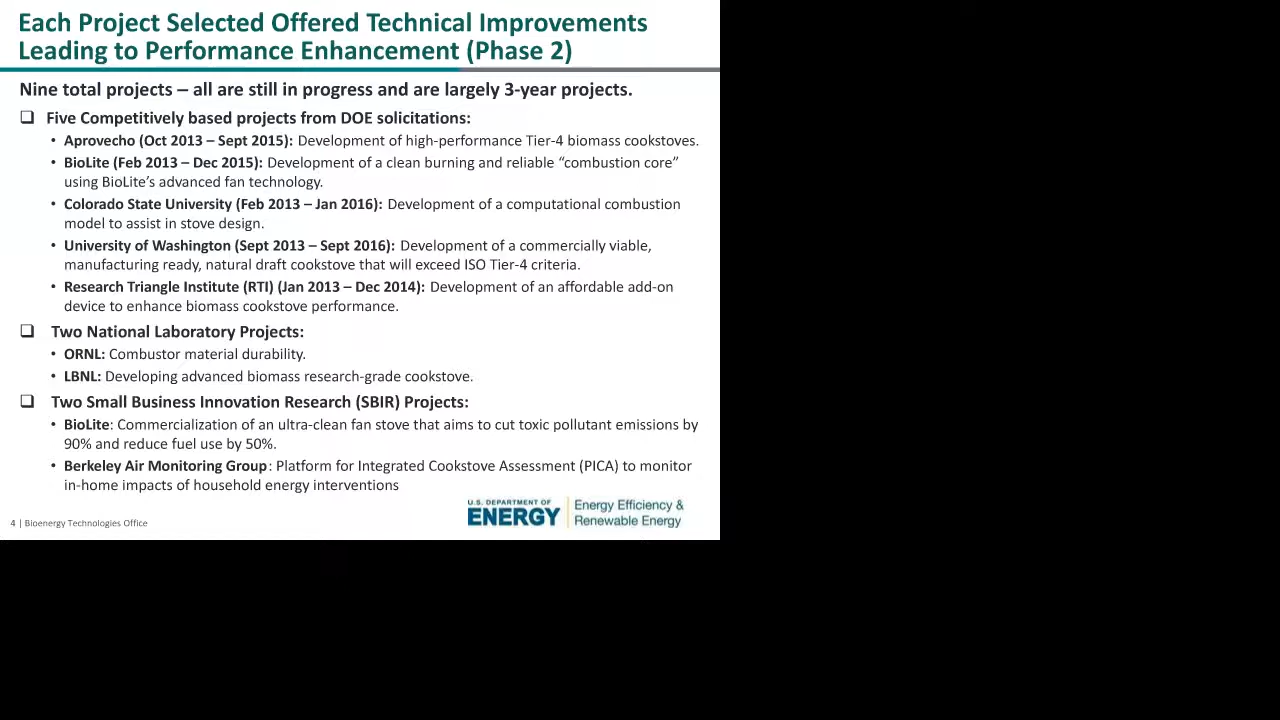 Each Project Selected Offered Technical Improvements
Leading to Performance Enhancement (Phase 2)
Nine total projects – all are still in progress and are largely 3-year projects.
❑ Five Competitively based projects from DOE solicitations:
• Aprovecho (Oct 2013 – Sept 2015): Development of high-performance Tier-4 biomass cookstoves.
• BioLite (Feb 2013 – Dec 2015): Development of a clean burning and reliable “combustion core”
using BioLite’s advanced fan technology.
• Colorado State University (Feb 2013 – Jan 2016): Development of a computational combustion
model to assist in stove design.
• University of Washington (Sept 2013 – Sept 2016): Development of a commercially viable,
manufacturing ready, natural draft cookstove that will exceed ISO Tier-4 criteria.
• Research Triangle Institute (RTI) (Jan 2013 – Dec 2014): Development of an affordable add-on
device to enhance biomass cookstove performance.
❑ Two National Laboratory Projects:
• ORNL: Combustor material durability.
• LBNL: Developing advanced biomass research-grade cookstove.
❑ Two Small Business Innovation Research (SBIR) Projects:
• BioLite: Commercialization of an ultra-clean fan stove that aims to cut toxic pollutant emissions by
90% and reduce fuel use by 50%.
• Berkeley Air Monitoring Group: Platform for Integrated Cookstove Assessment (PICA) to monitor
in-home impacts of household energy interventions
4 | Bioenergy Technologies Office
U.S. DEPARTMENT OF
ENERGY
Energy Efficiency &
Renewable Energy